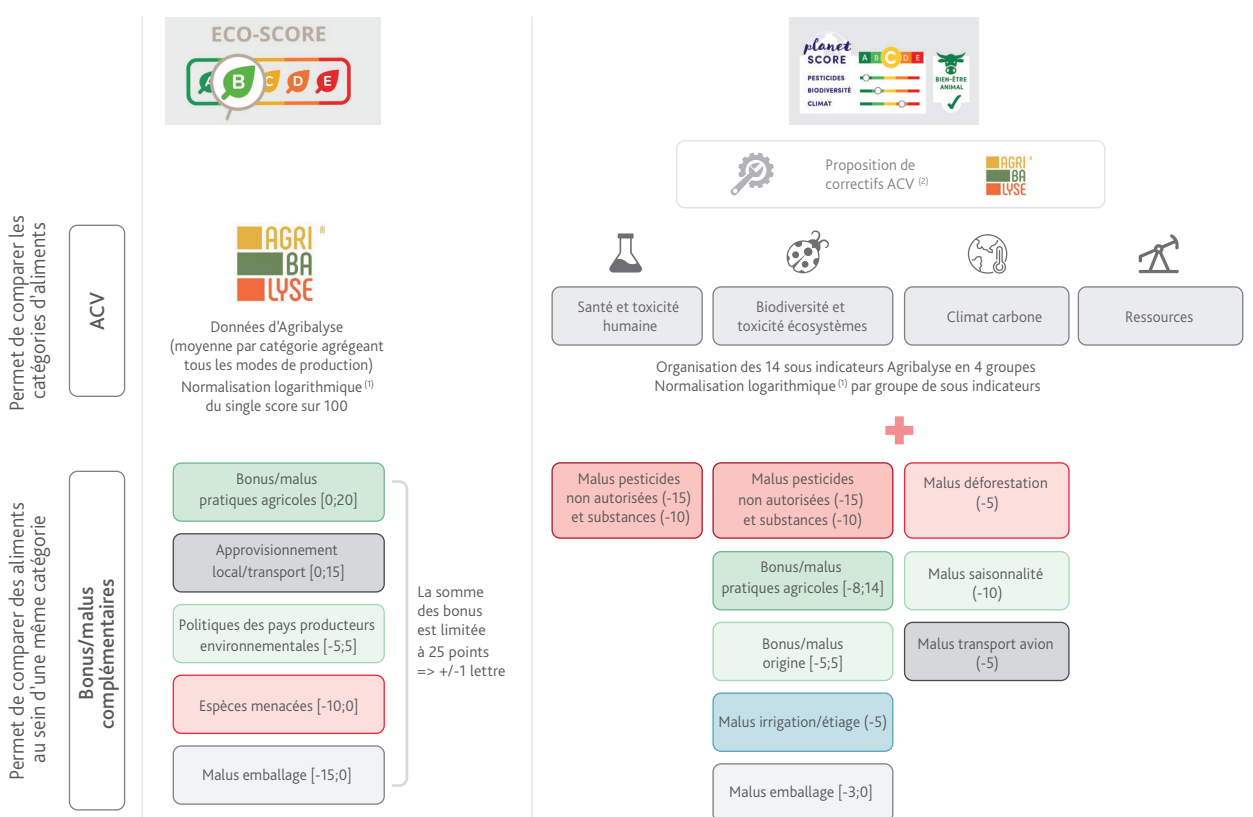 ECO-SCORE
A B C D E
planet
SCORE
A B C D E
PESTICIDES
BIODIVERSITÉ
CLIMAT
BIEN-ÊTRE
ANIMAL
Proposition de
correctifs ACV (2)
AGRI
BA
LYSE
Permet de comparer les
catégories d'aliments
ACV
AGRI
BA
LYSE
Données d'Agribalyse
(moyenne par catégorie agrégeant
tous les modes de production)
Normalisation logarithmique (1)
du single score sur 100
Santé et toxicité
humaine
Biodiversité et
toxicité écosystèmes
Climat carbone
Ressources
Organisation des 14 sous indicateurs Agribalyse en 4 groupes
Normalisation logarithmique (1) par groupe de sous indicateurs
Permet de comparer des aliments
au sein d'une même catégorie
Bonus/malus
complémentaires
Bonus/malus
pratiques agricoles [0;20]
Approvisionnement
local/transport [0;15]
Politiques des pays producteurs
environnementales [-5;5]
Espèces menacées [-10;0]
Malus emballage [-15;0]
La somme
des bonus
est limitée
à 25 points
=> +/-1 lettre
Malus pesticides
non autorisées (-15)
et substances (-10)
Malus pesticides
non autorisées (-15)
et substances (-10)
Bonus/malus
pratiques agricoles [-8;14]
Bonus/malus
origine [-5;5]
Malus irrigation/étiage (-5)
Malus emballage [-3;0]
Malus déforestation
(-5)
Malus saisonnalité
(-10)
Malus transport avion
(-5)